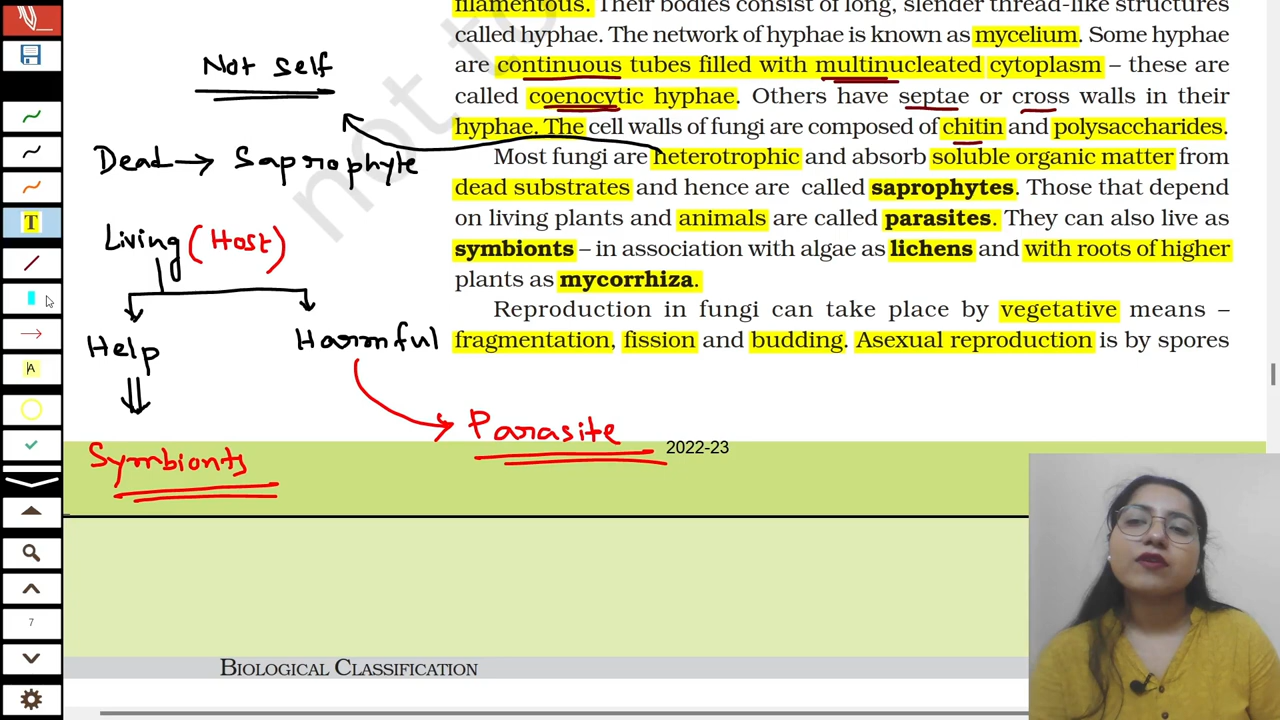 filamentous. Their bodies consist of long, slender thread-like structures
called hyphae. The network of hyphae is known as mycelium. Some hyphae
are continuous tubes filled with multinucleated cytoplasm – these are
called coenocytic hyphae. Others have septae or cross walls in their
hyphae. The cell walls of fungi are composed of chitin and polysaccharides.
Most fungi are heterotrophic and absorb soluble organic matter from
dead substrates and hence are called saprophytes. Those that depend
on living plants and animals are called parasites. They can also live as
symbionts – in association with algae as lichens and with roots of higher
plants as mycorrhiza.
Reproduction in fungi can take place by vegetative means –
fragmentation, fission and budding. Asexual reproduction is by spores
Not self
Dead → Saprophyte
Living (Host)
Help
Harmful
Symbionts
Parasite
2022-23
BIOLOGICAL CLASSIFICATION
not to
T
A
7